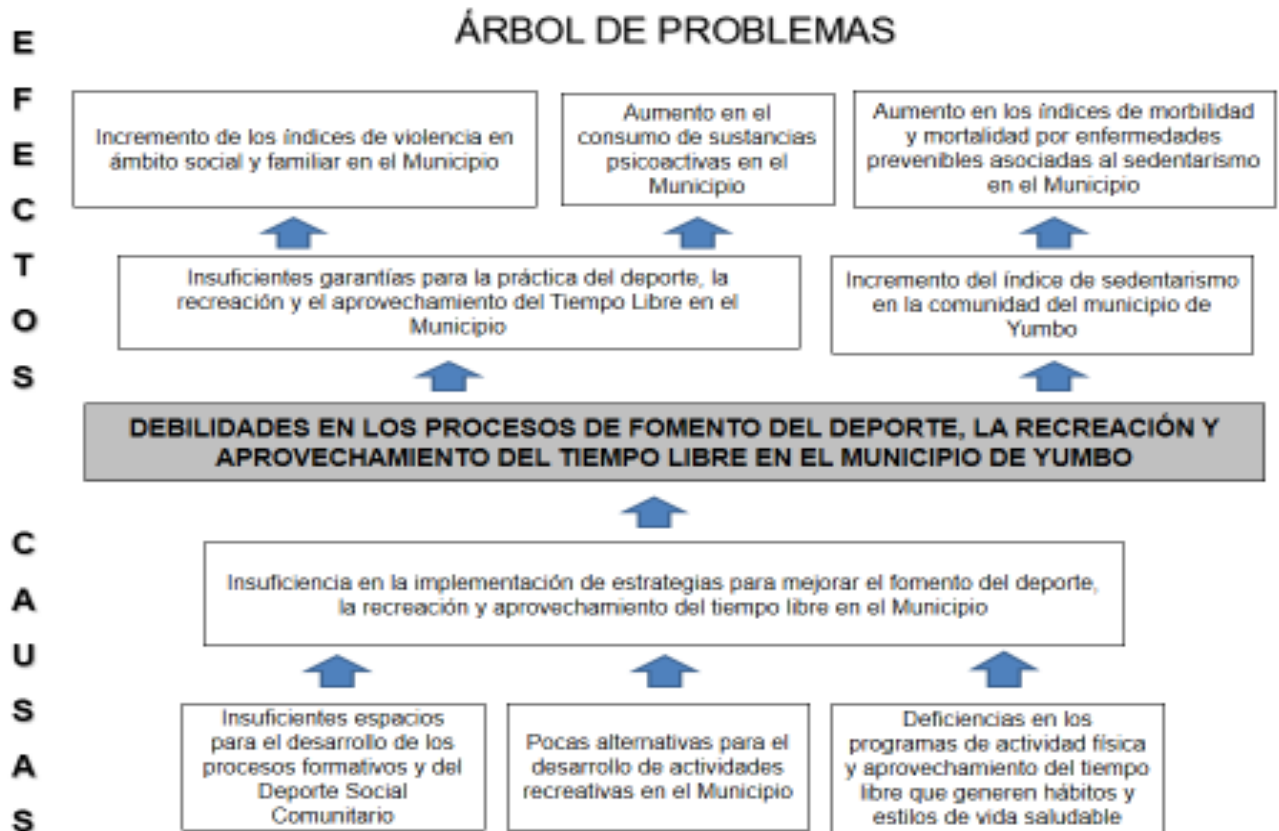 ÁRBOL DE PROBLEMAS
EFECTOS
Incremento de los índices de violencia en
ámbito social y familiar en el Municipio
Aumento en el
consumo de sustancias
psicoactivas en el
Municipio
Aumento en los índices de morbilidad
y mortalidad por enfermedades
prevenibles asociadas al sedentarismo
en el Municipio
Insuficientes garantías para la práctica del deporte, la
recreación y el aprovechamiento del Tiempo Libre en el
Municipio
Incremento del índice de sedentarismo
en la comunidad del municipio de
Yumbo
DEBILIDADES EN LOS PROCESOS DE FOMENTO DEL DEPORTE, LA RECREACIÓN Y
APROVECHAMIENTO DEL TIEMPO LIBRE EN EL MUNICIPIO DE YUMBO
CAUSAS
Insuficiencia en la implementación de estrategias para mejorar el fomento del deporte,
la recreación y aprovechamiento del tiempo libre en el Municipio
Insuficientes espacios
para el desarrollo de los
procesos formativos y del
Deporte Social
Comunitario
Pocas alternativas para el
desarrollo de actividades
recreativas en el Municipio
Deficiencias en los
programas de actividad física
y aprovechamiento del tiempo
libre que generen hábitos y
estilos de vida saludable